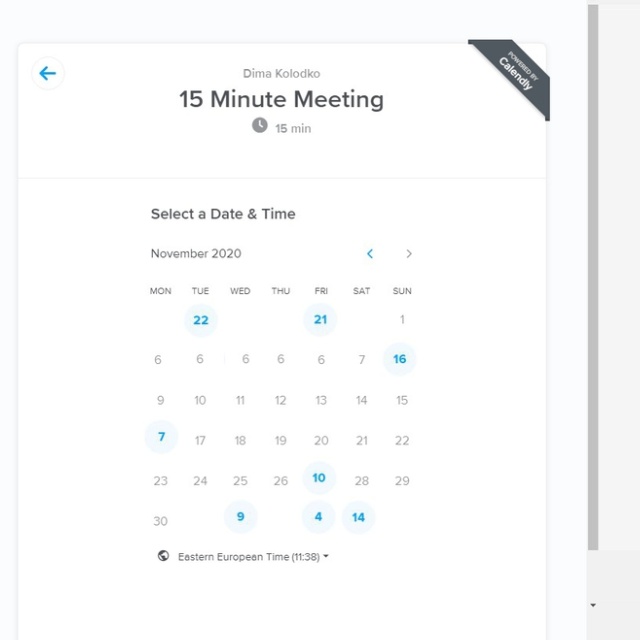 POWERED BY
Calendly
Dima Kolodko
15 Minute Meeting
15 min
Select a Date & Time
November 2020
MON TUE WED THU FRI SAT SUN
22 21 1
6 6 6 6 6 7 16
9 10 11 12 13 14 15
7 17 18 19 20 21 22
23 24 25 26 10 28 29
30 9 4 14
Eastern European Time (11:38)